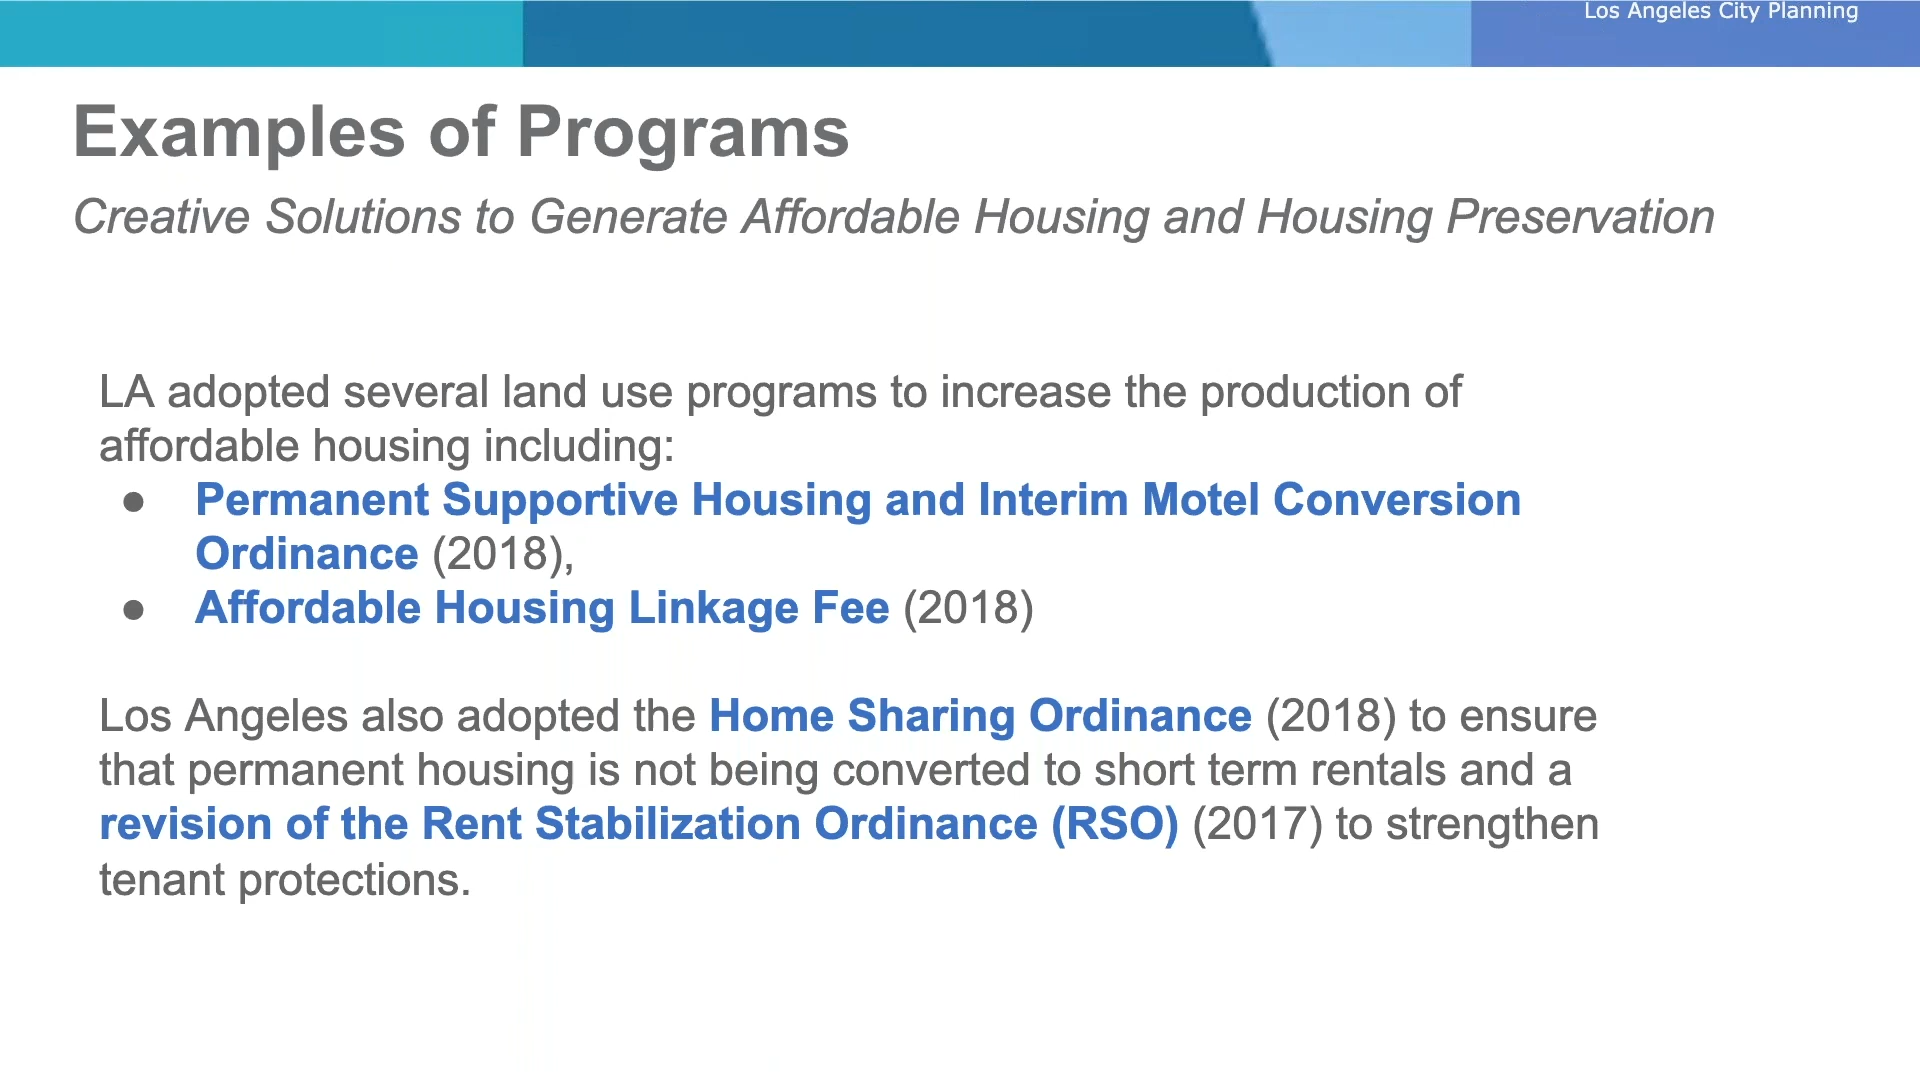 Los Angeles City Planning
Examples of Programs
Creative Solutions to Generate Affordable Housing and Housing Preservation
LA adopted several land use programs to increase the production of
affordable housing including:
● Permanent Supportive Housing and Interim Motel Conversion
Ordinance (2018),
● Affordable Housing Linkage Fee (2018)
Los Angeles also adopted the Home Sharing Ordinance (2018) to ensure
that permanent housing is not being converted to short term rentals and a
revision of the Rent Stabilization Ordinance (RSO) (2017) to strengthen
tenant protections.